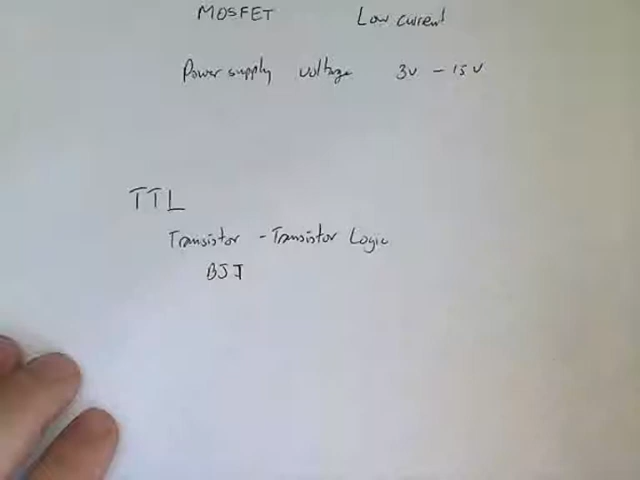 MOSFET Low current
Power supply voltage 3v - 15v
TTL
Transistor - Transistor Logic
BJT